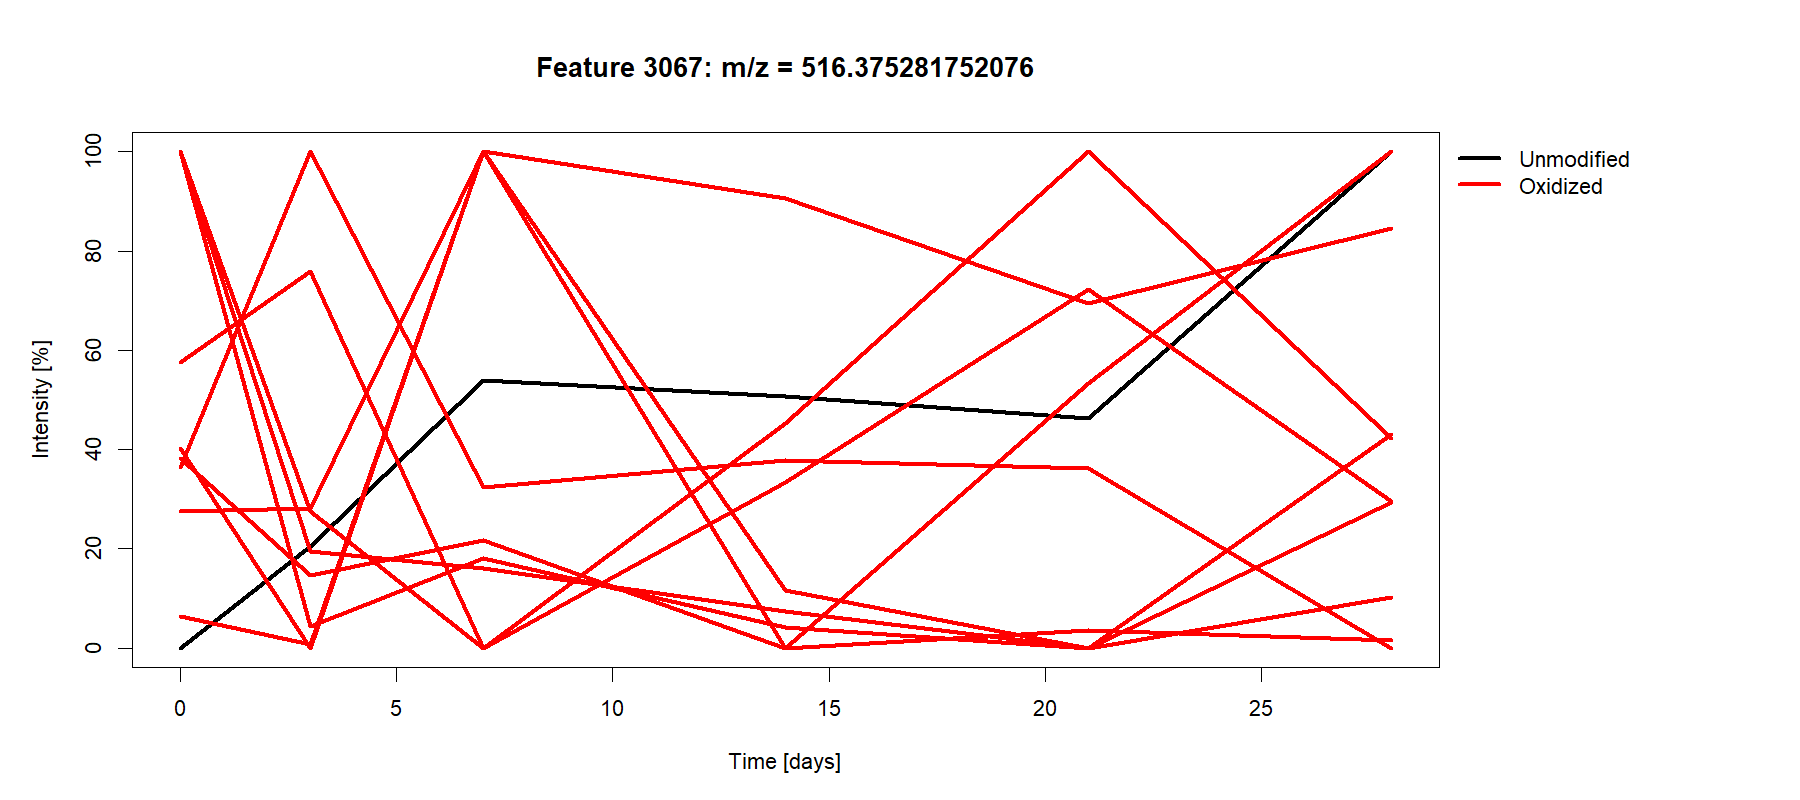 Feature 3067: m/z = 516.375281752076
Unmodified
Oxidized
Intensity [%]
100
80
60
40
20
0
0 5 10 15 20 25
Time [days]